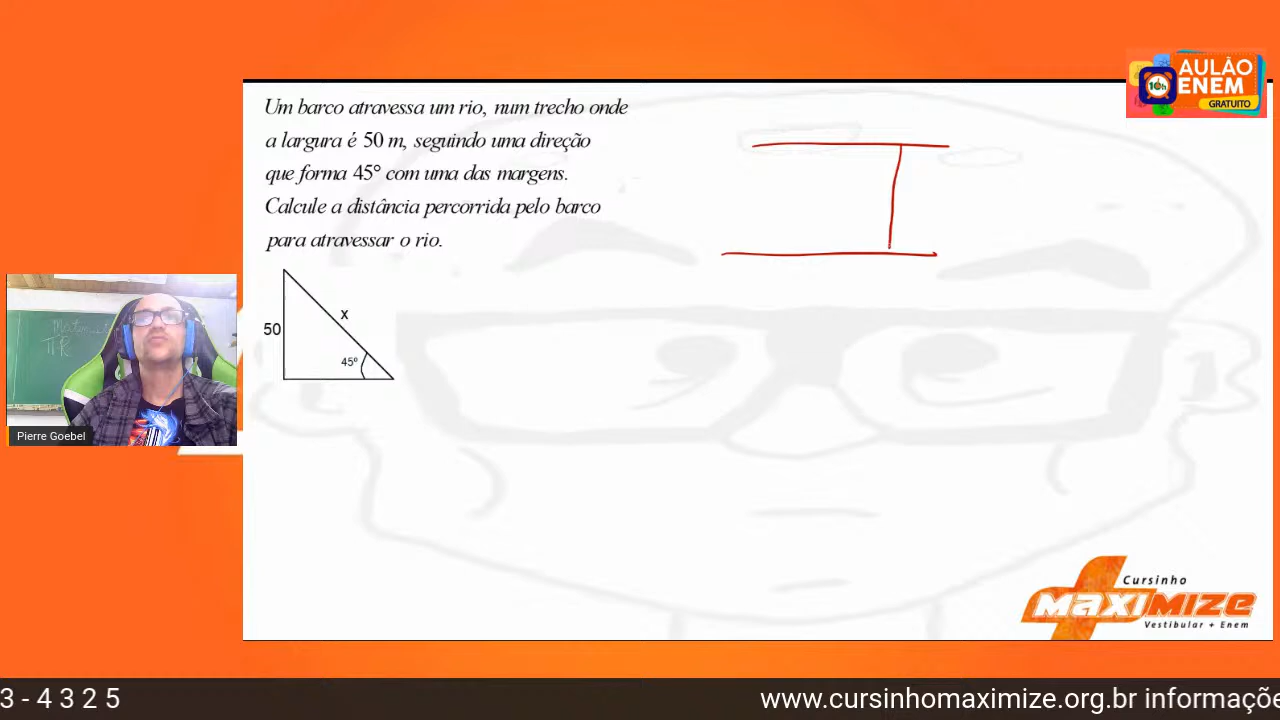 AULÃO
ENEM
10h
GRATUITO
Um barco atravessa um rio, num trecho onde
a largura é 50 m, seguindo uma direção
que forma 45° com uma das margens.
Calcule a distância percorrida pelo barco
para atravessar o rio.
50
x
45º
Pierre Goebel
Cursinho
MAXIMIZE
Vestibular + Enem
3 - 4 3 2 5
www.cursinhomaximize.org.br